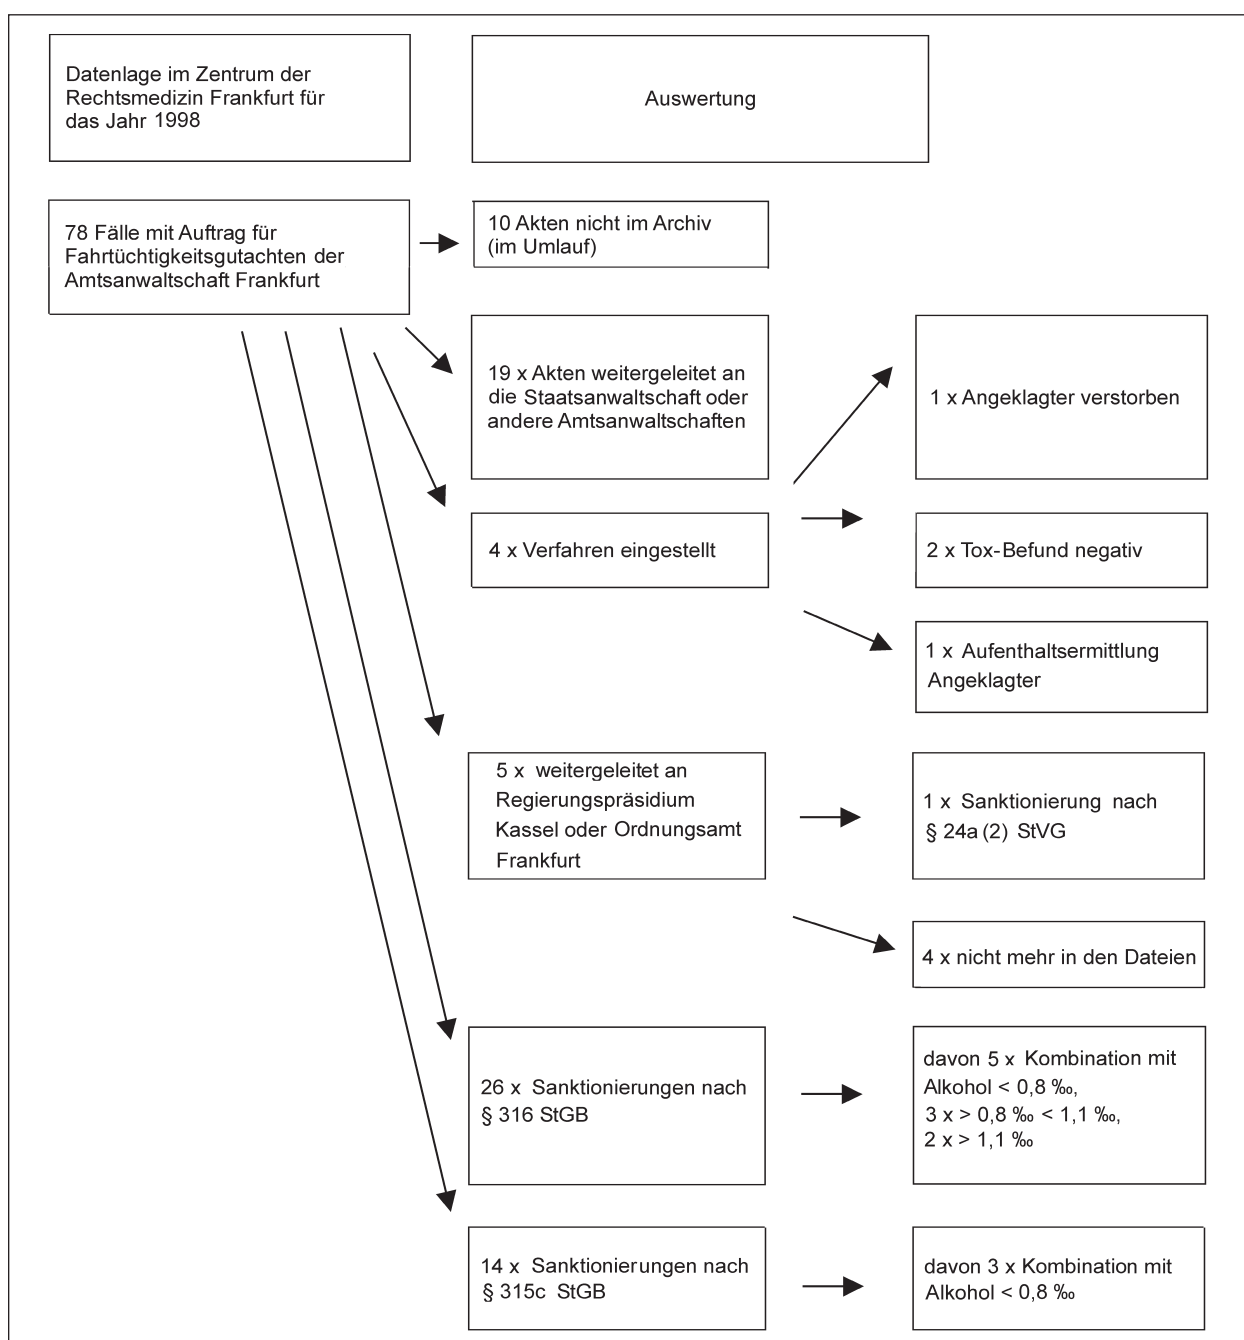 Datenlage im Zentrum der
Rechtsmedizin Frankfurt für
das Jahr 1998
Auswertung
78 Fälle mit Auftrag für
Fahrtüchtigkeitsgutachten der
Amtsanwaltschaft Frankfurt
10 Akten nicht im Archiv
(im Umlauf)
19 x Akten weitergeleitet an
die Staatsanwaltschaft oder
andere Amtsanwaltschaften
4 x Verfahren eingestellt
1 x Angeklagter verstorben
2 x Tox-Befund negativ
1 x Aufenthaltsermittlung
Angeklagter
5 x weitergeleitet an
Regierungspräsidium
Kassel oder Ordnungsamt
Frankfurt
1 x Sanktionierung nach
§ 24a (2) StVG
4 x nicht mehr in den Dateien
26 x Sanktionierungen nach
§ 316 StGB
davon 5 x Kombination mit
Alkohol < 0,8 ‰,
3 x > 0,8 ‰ < 1,1 ‰,
2 x > 1,1 ‰
14 x Sanktionierungen nach
§ 315c StGB
davon 3 x Kombination mit
Alkohol < 0,8 ‰